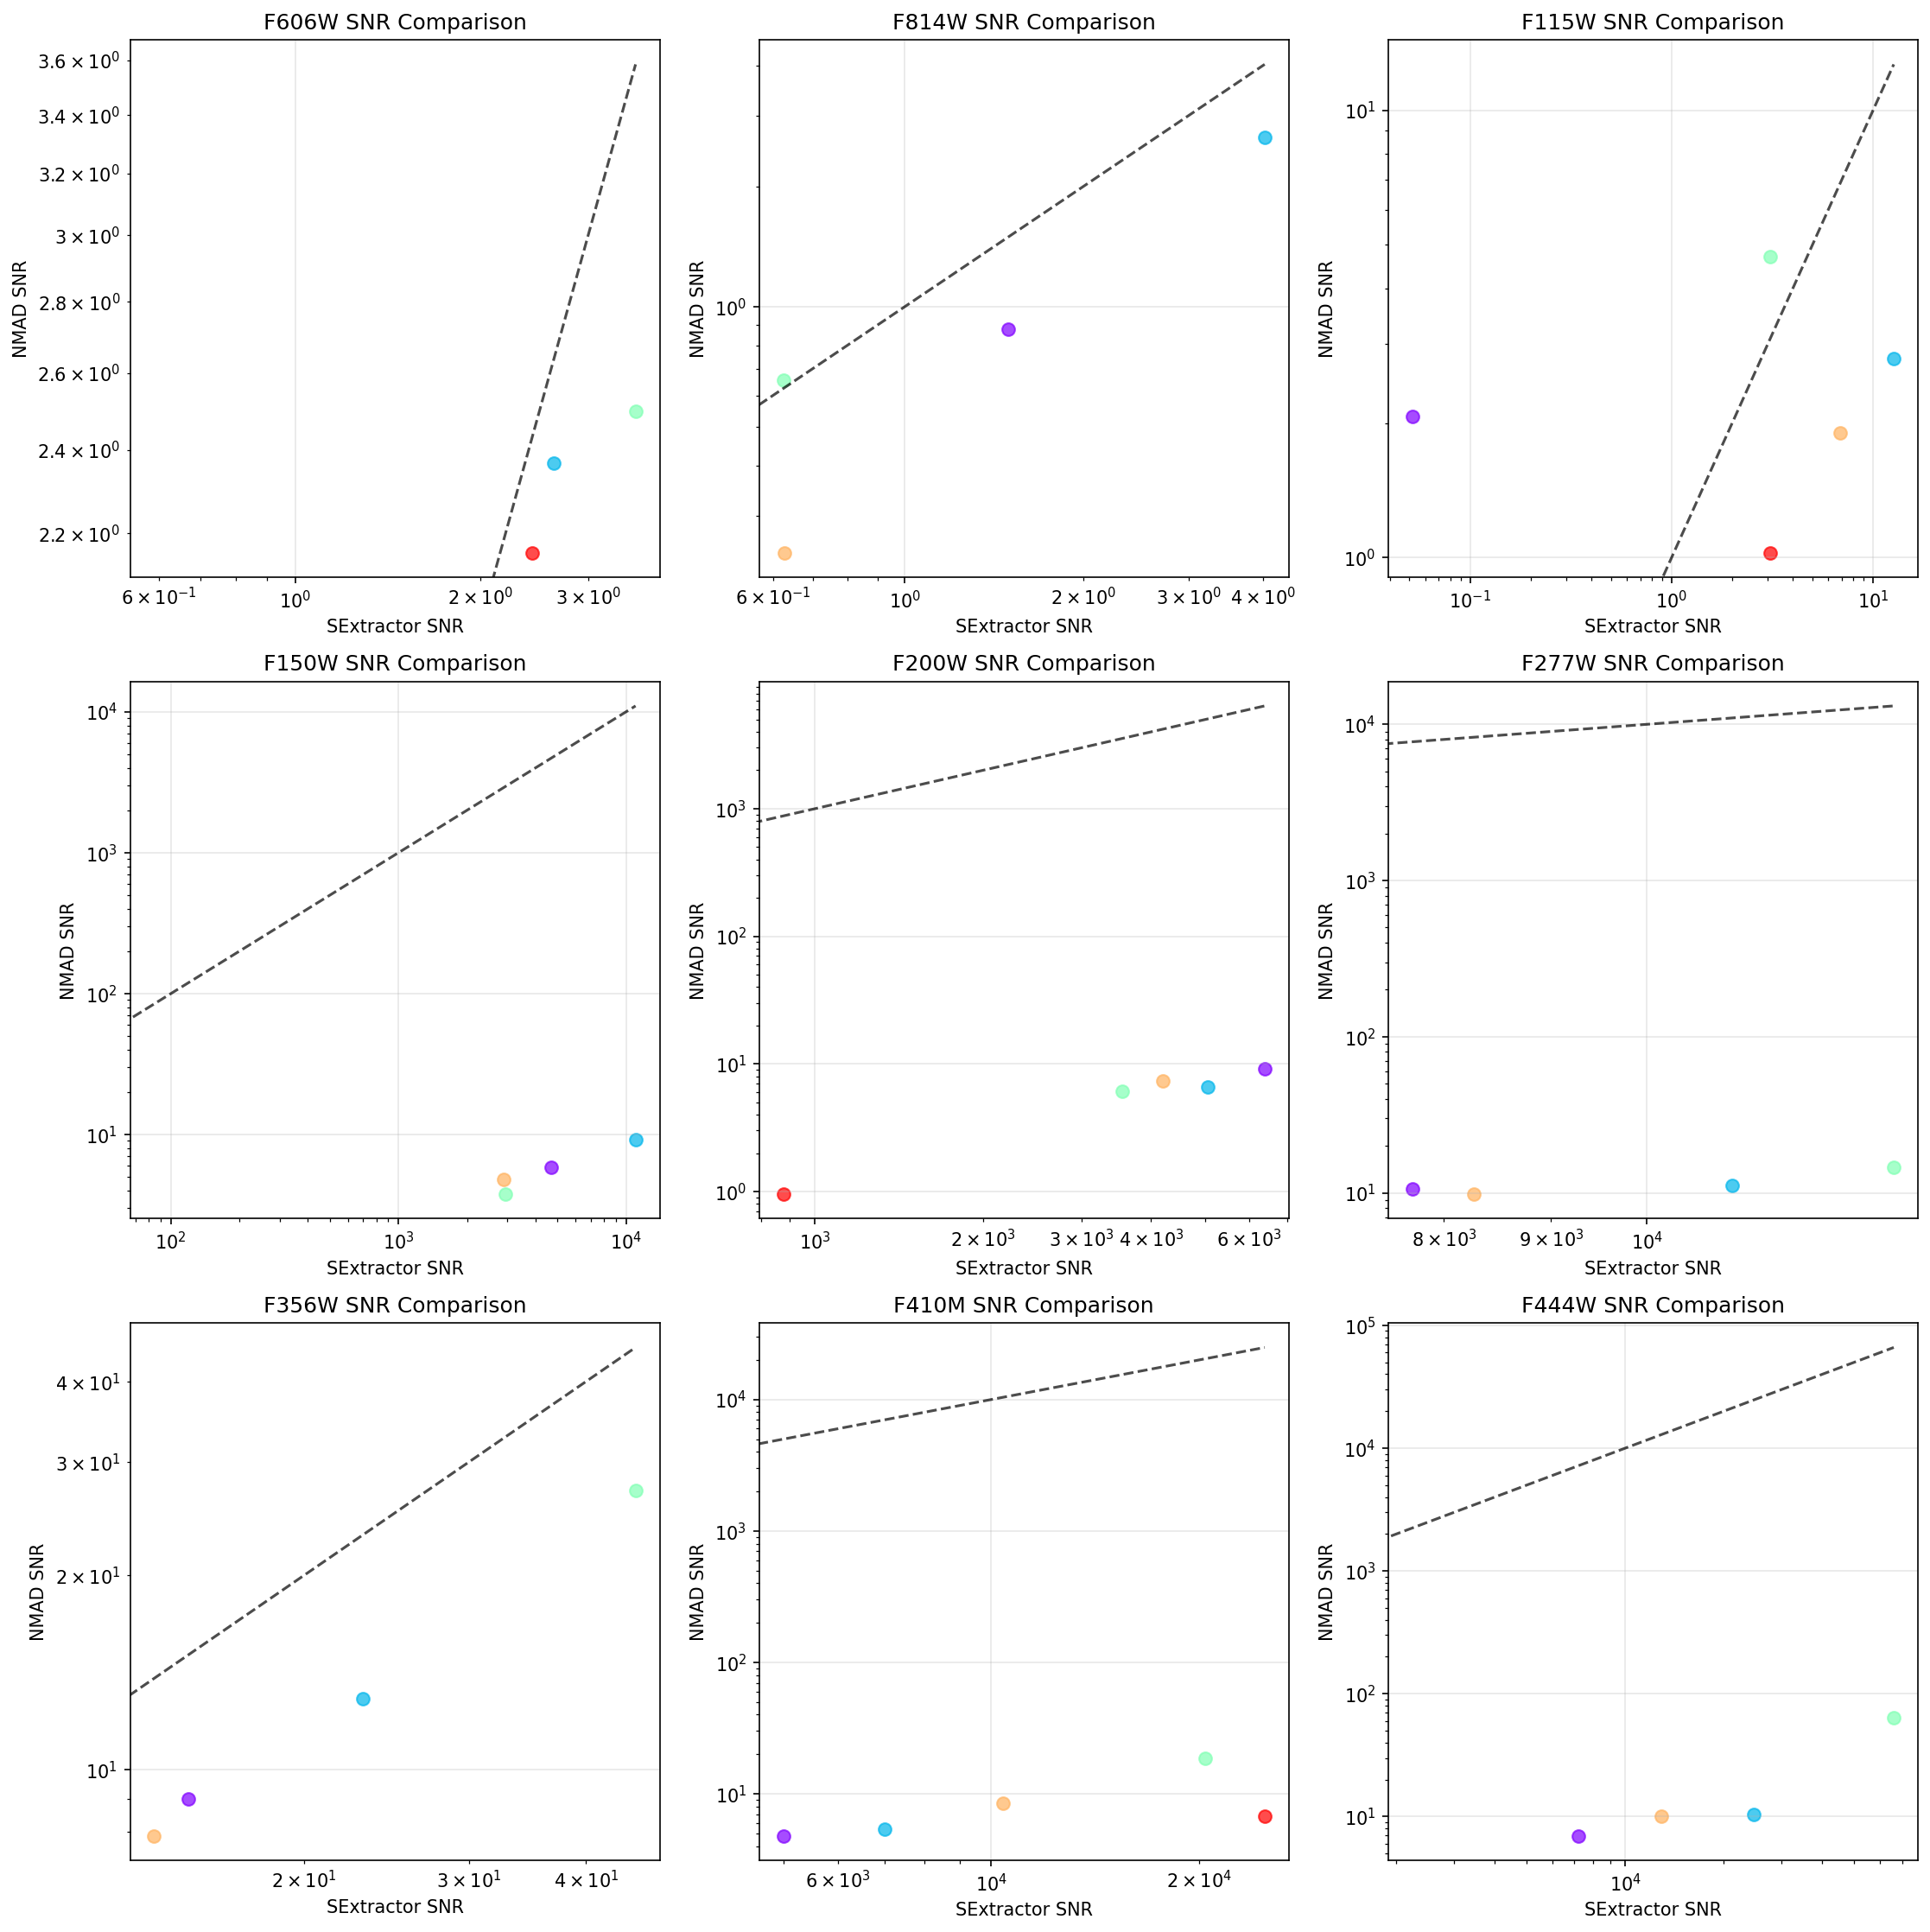 F606W SNR Comparison
3.6 × 10⁰
3.4 × 10⁰
3.2 × 10⁰
3 × 10⁰
2.8 × 10⁰
2.6 × 10⁰
2.4 × 10⁰
2.2 × 10⁰
NMAD SNR
6 × 10⁻¹ 10⁰ 2 × 10⁰ 3 × 10⁰
SExtractor SNR
F814W SNR Comparison
10⁰
NMAD SNR
6 × 10⁻¹ 10⁰ 2 × 10⁰ 3 × 10⁰ 4 × 10⁰
SExtractor SNR
F115W SNR Comparison
10¹
10⁰
NMAD SNR
10⁻¹ 10⁰ 10¹
SExtractor SNR
F150W SNR Comparison
10⁴
10³
10²
10¹
NMAD SNR
10² 10³ 10⁴
SExtractor SNR
F200W SNR Comparison
10³
10²
10¹
10⁰
NMAD SNR
10³ 2 × 10³ 3 × 10³ 4 × 10³ 6 × 10³
SExtractor SNR
F277W SNR Comparison
10⁴
10³
10²
10¹
NMAD SNR
8 × 10³ 9 × 10³ 10⁴
SExtractor SNR
F356W SNR Comparison
4 × 10¹
3 × 10¹
2 × 10¹
10¹
NMAD SNR
2 × 10¹ 3 × 10¹ 4 × 10¹
SExtractor SNR
F410M SNR Comparison
10⁴
10³
10²
10¹
NMAD SNR
6 × 10³ 10⁴ 2 × 10⁴
SExtractor SNR
F444W SNR Comparison
10⁵
10⁴
10³
10²
10¹
NMAD SNR
10⁴
SExtractor SNR